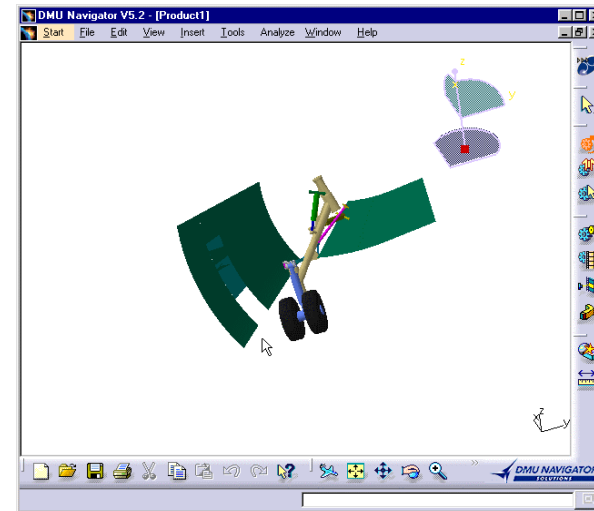 DMU Navigator V5.2 - [Product1]
Start File Edit View Insert Tools Analyze Window Help
z
x
y
z
x
y
DMU NAVIGATOR
SOLUTIONS